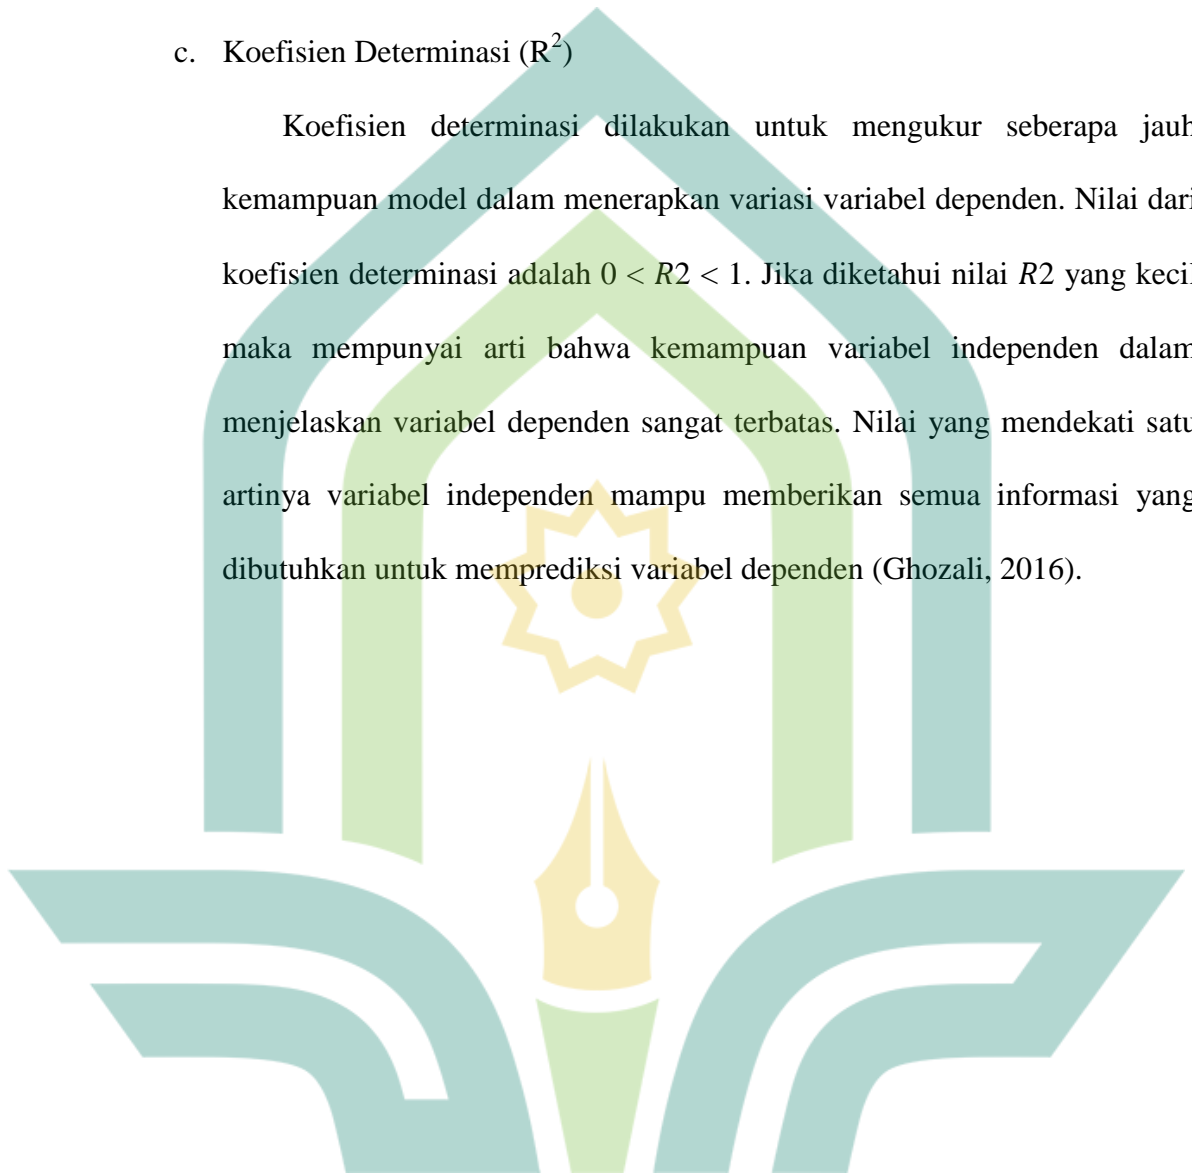 c. Koefisien Determinasi (R²)
Koefisien determinasi dilakukan untuk mengukur seberapa jauh
kemampuan model dalam menerapkan variasi variabel dependen. Nilai dari
koefisien determinasi adalah 0 < R2 < 1. Jika diketahui nilai R2 yang kecil
maka mempunyai arti bahwa kemampuan variabel independen dalam
menjelaskan variabel dependen sangat terbatas. Nilai yang mendekati satu
artinya variabel independen mampu memberikan semua informasi yang
dibutuhkan untuk memprediksi variabel dependen (Ghozali, 2016).